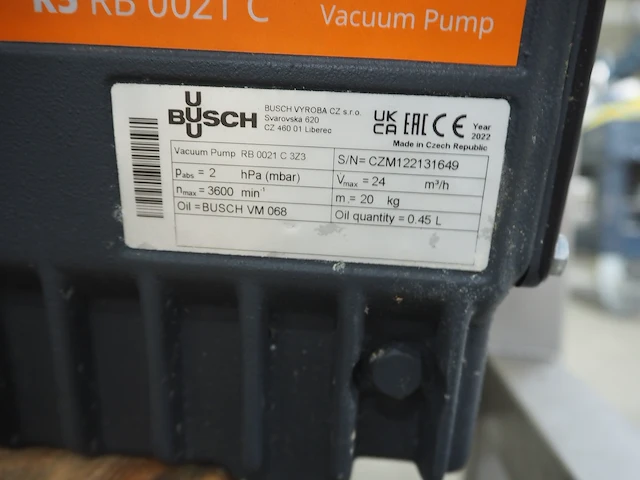 R5 RB 0021 C
Vacuum Pump
BUSCH
BUSCH VYROBA CZ s.r.o.
Svarovska 620
CZ 460 01 Liberec
UK CA EAC CE
Year
2022
Made in Czech Republic
Vacuum Pump RB 0021 C 3Z3
S/N= CZM122131649
Pabs = 2 hPa (mbar)
Vmax = 24 m³/h
nmax= 3600 min-1
m = 20 kg
Oil =BUSCH VM 068
Oil quantity = 0.45 L